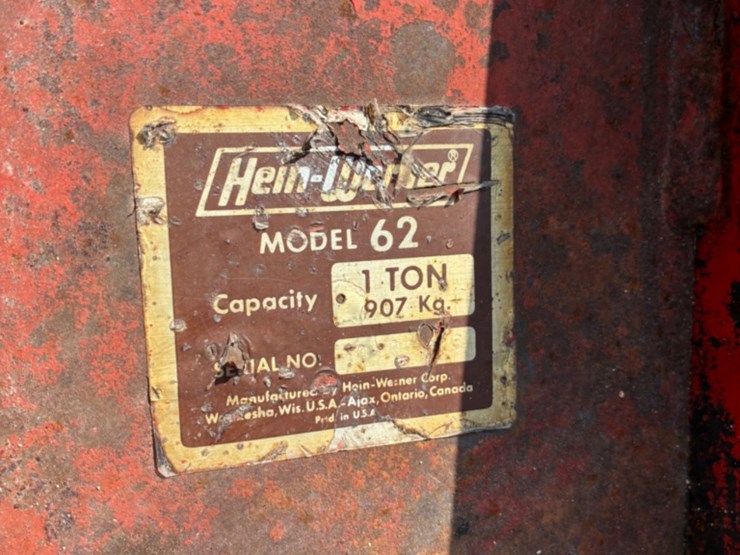 Hein-Werner®
MODEL 62
Capacity 1 TON
907 Kg.
SERIAL NO.
Manufactured by Hein-Werner Corp.
Waukesha, Wis. U.S.A.-Ajax, Ontario, Canada
Prtd. in U.S.A.